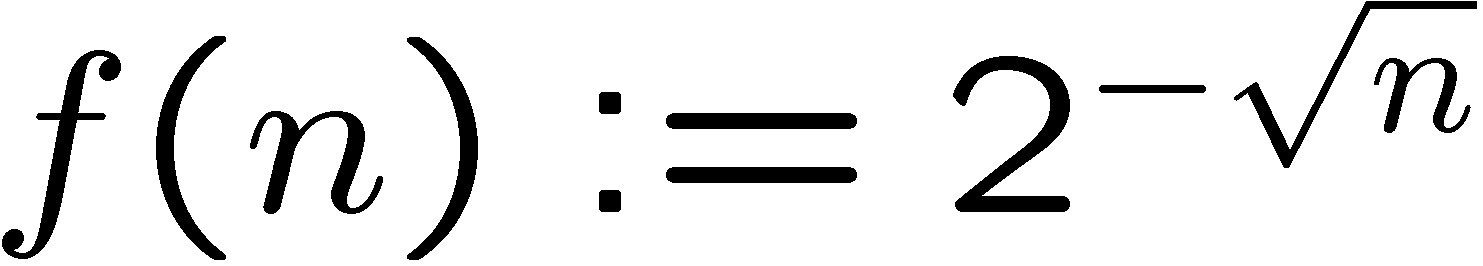 f(n) := 2^{-\sqrt{n}}